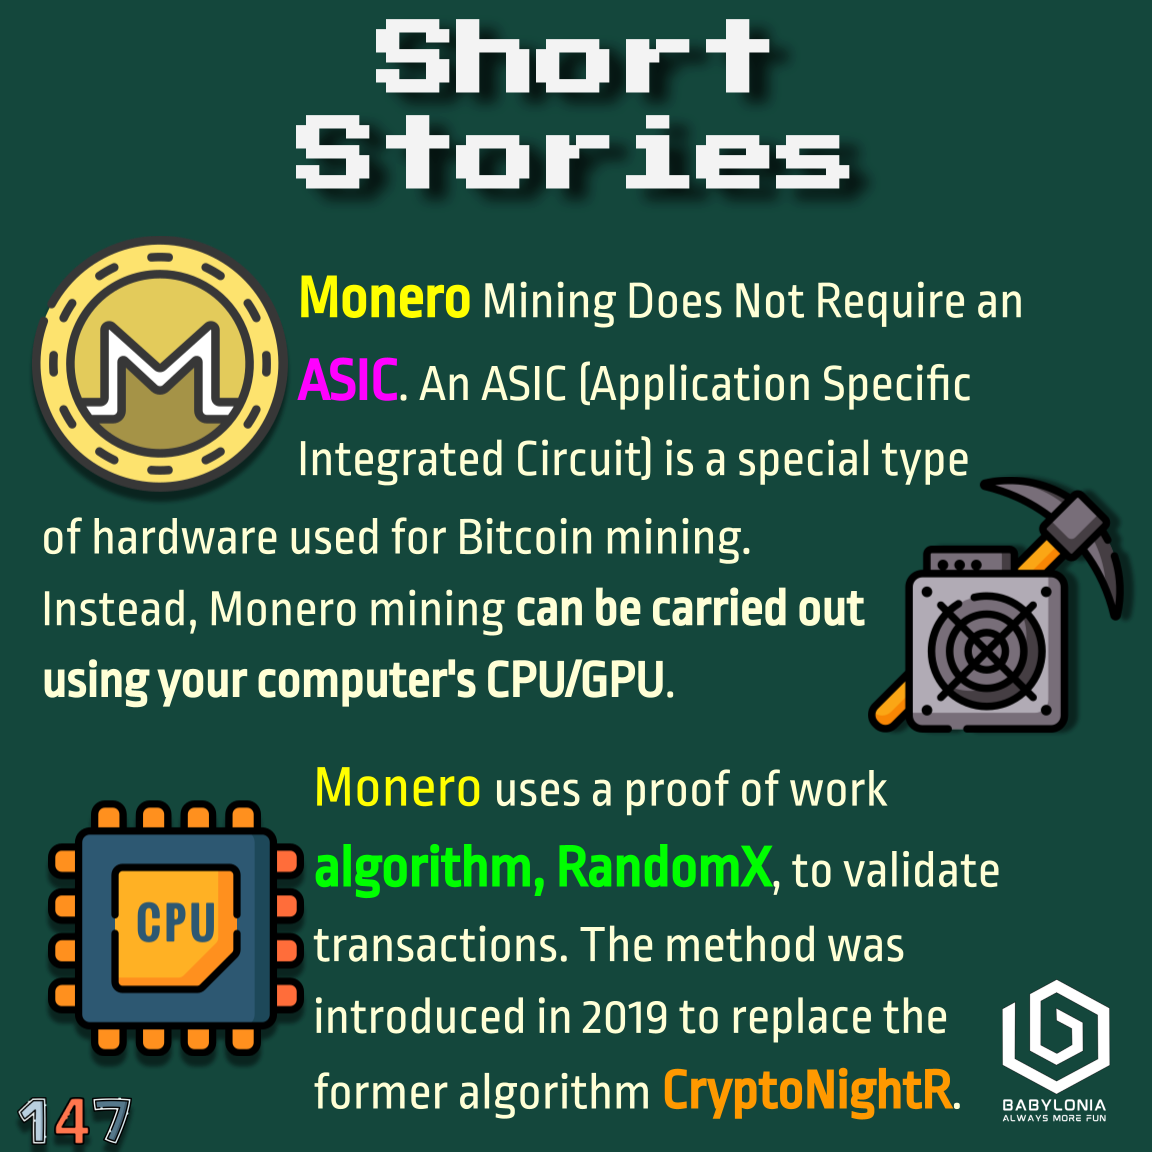 Short
Stories
Monero Mining Does Not Require an
ASIC. An ASIC (Application Specific
Integrated Circuit) is a special type
of hardware used for Bitcoin mining.
Instead, Monero mining can be carried out
using your computer's CPU/GPU.
CPU
Monero uses a proof of work
algorithm, RandomX, to validate
transactions. The method was
introduced in 2019 to replace the
former algorithm CryptoNightR.
BABYLONIA
ALWAYS MORE FUN
147